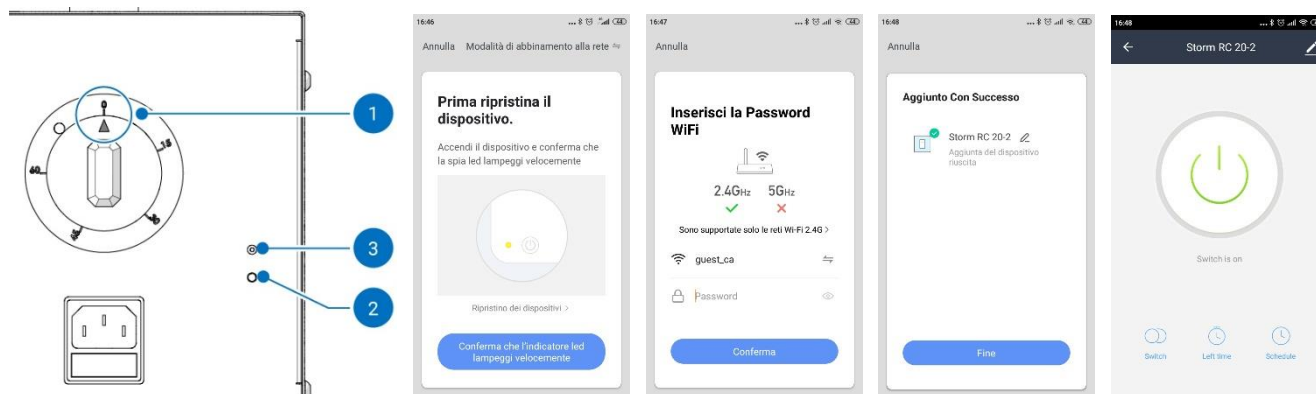 0
15
30
45
60
1
3
2
16:46
Annulla Modalità di abbinamento alla rete
Prima ripristina il
dispositivo.
Accendi il dispositivo e conferma che
la spia led lampeggi velocemente
Ripristino dei dispositivi >
Conferma che l'indicatore led
lampeggi velocemente
16:47
Annulla
Inserisci la Password
WiFi
2.4GHz 5GHz
Sono supportate solo le reti Wi-Fi 2.4G >
guest_ca
Password
Conferma
16:48
Annulla
Aggiunto Con Successo
Storm RC 20-2
Aggiunta del dispositivo
riuscita
Fine
16:48
Storm RC 20-2
Switch is on
Switch Left time Schedule